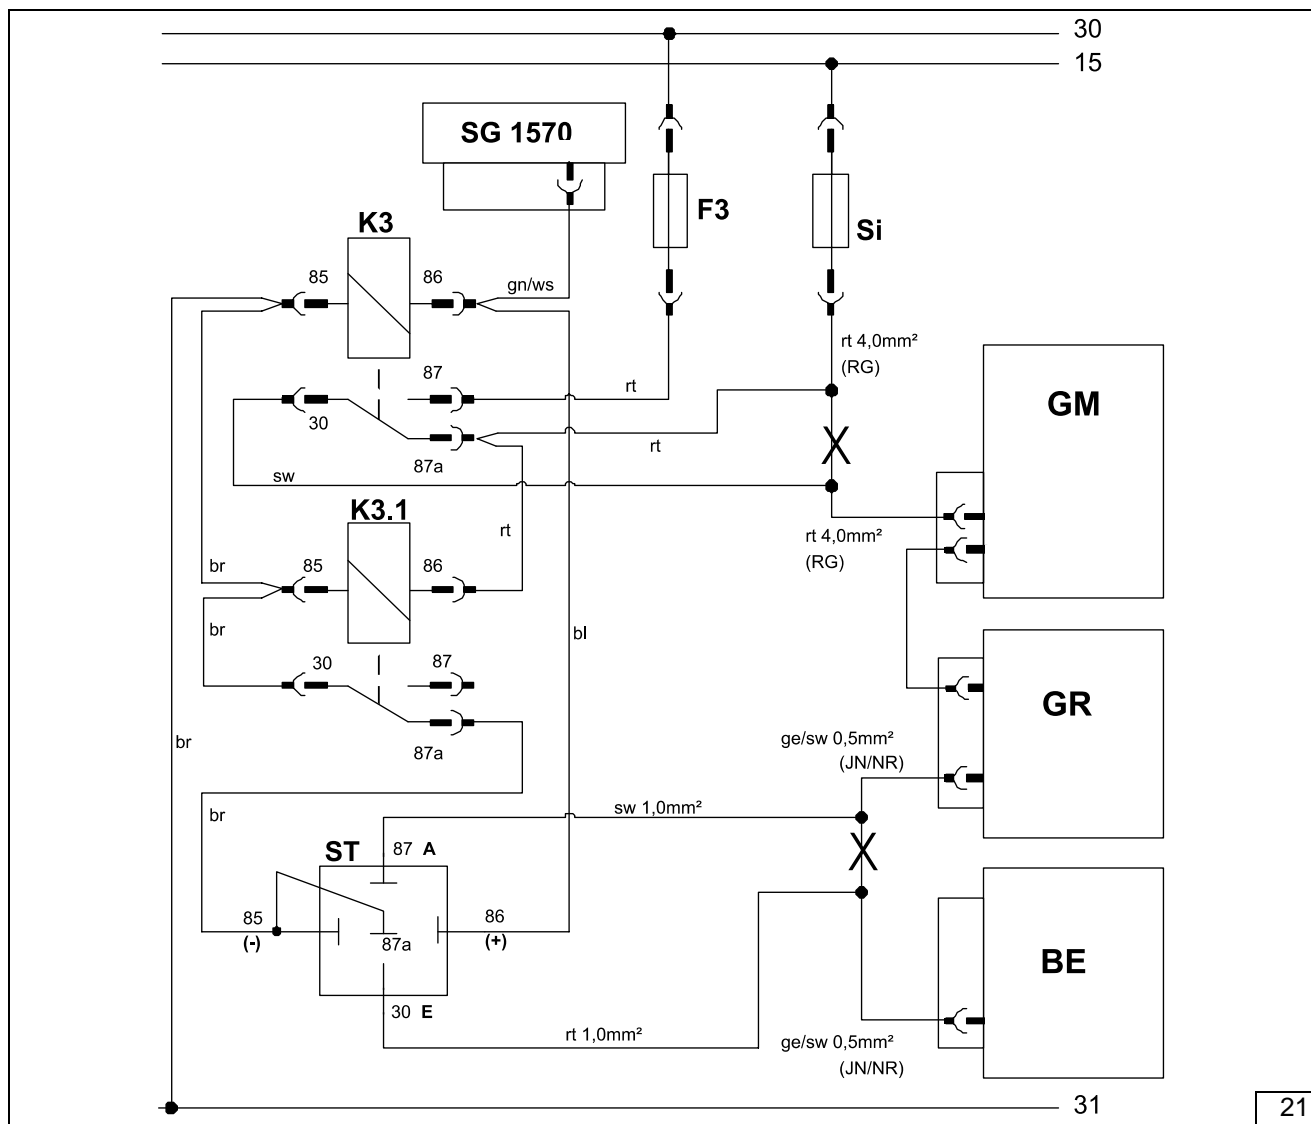 30
15
SG 1570
F3
Si
K3
85
86
gn/ws
rt 4,0mm²
(RG)
87
rt
GM
30
87a
rt
sw
K3.1
rt
rt 4,0mm²
(RG)
br
85
86
br
bl
30
87
GR
br
87a
ge/sw 0,5mm²
(JN/NR)
br
sw 1,0mm²
ST
87 A
85
(-)
87a
86
(+)
BE
30 E
rt 1,0mm²
ge/sw 0,5mm²
(JN/NR)
31
21